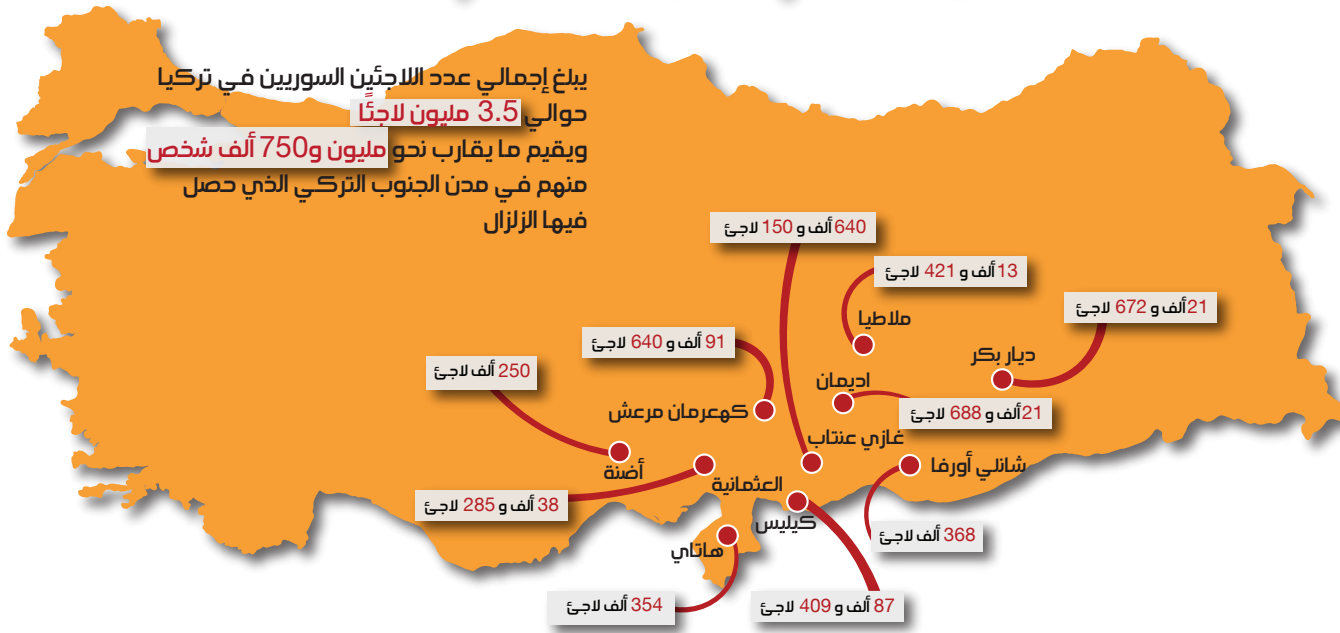 يبلغ إجمالي عدد اللاجئين السوريين في تركيا
حوالي 3.5 مليون لاجئًا
ويقيم ما يقارب نحو مليون و750 ألف شخص
منهم في مدن الجنوب التركي الذي حصل
فيها الزلزال
640 ألف و 150 لاجئ
13 ألف و 421 لاجئ
21 ألف و 672 لاجئ
ملاطيا
91 ألف و 640 لاجئ
ديار بكر
250 ألف لاجئ
اديمان
كهعرمان مرعش
21 ألف و 688 لاجئ
غازي عنتاب
شانلي أورفا
أضنة
العثمانية
38 ألف و 285 لاجئ
كيليس
368 ألف لاجئ
هاتاي
354 ألف لاجئ
87 ألف و 409 لاجئ